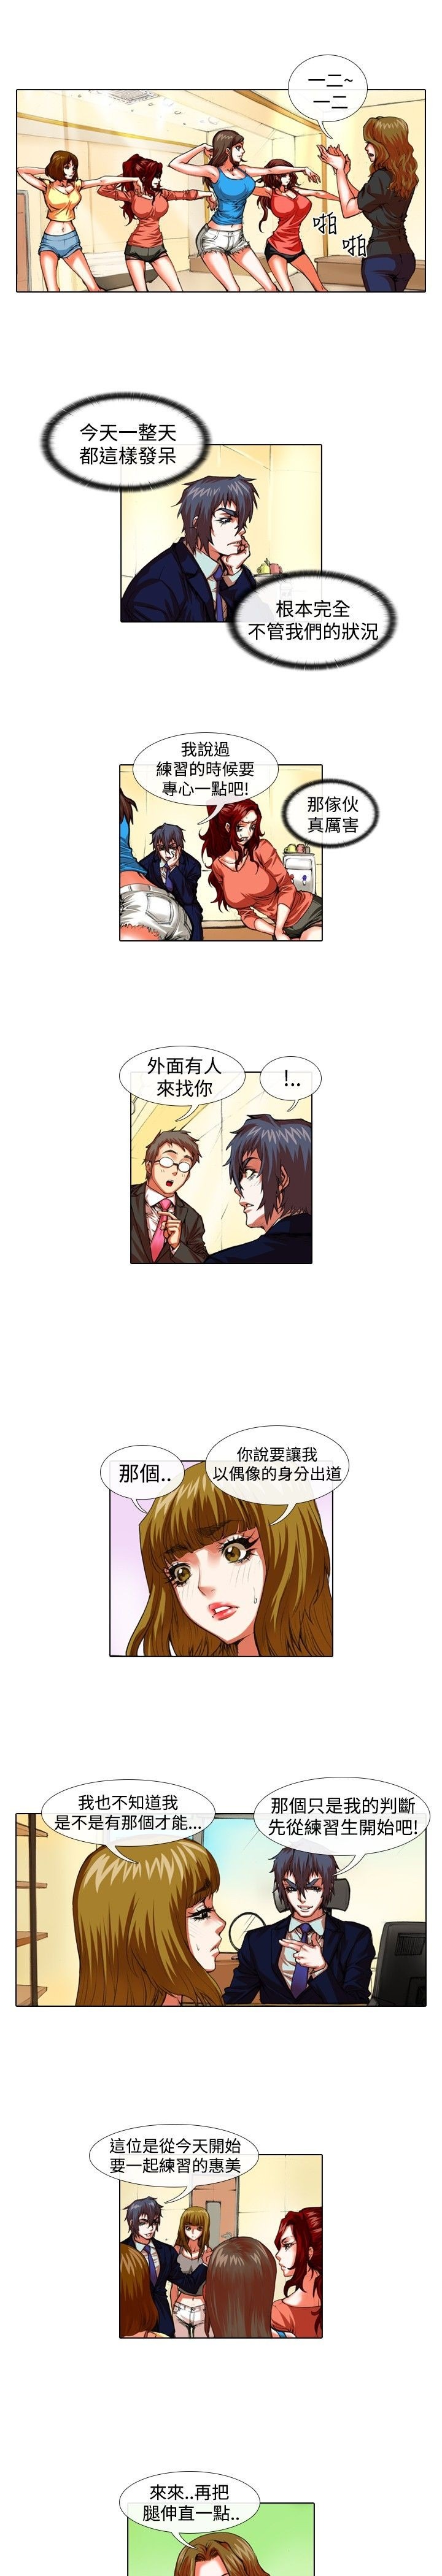 一二~
一二
啪
啪
今天一整天
都這樣發呆
根本完全
不管我們的狀況
我說過
練習的時候要
專心一點吧!
那傢伙
真厲害
外面有人
來找你
!..
那個..
你說要讓我
以偶像的身分出道
我也不知道我
是不是有那個才能...
那個只是我的判斷
先從練習生開始吧!
這位是從今天開始
要一起練習的惠美
來來..再把
腿伸直一點..